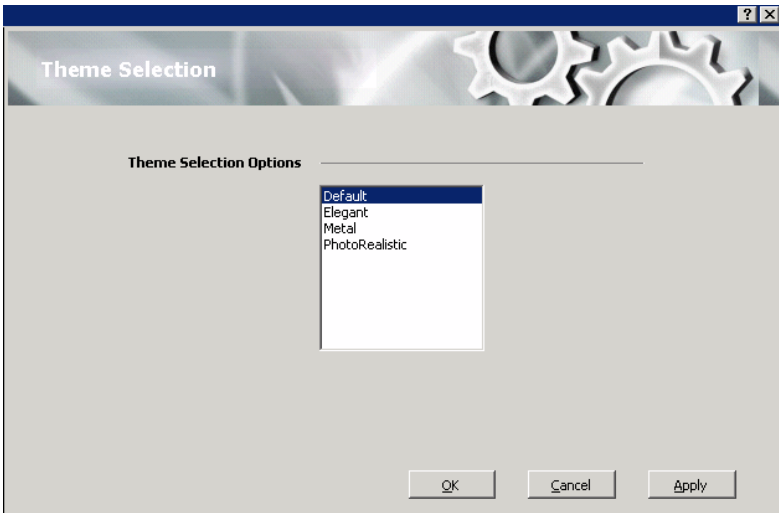 Theme Selection
Theme Selection Options
Default
Elegant
Metal
PhotoRealistic
OK
Cancel
Apply